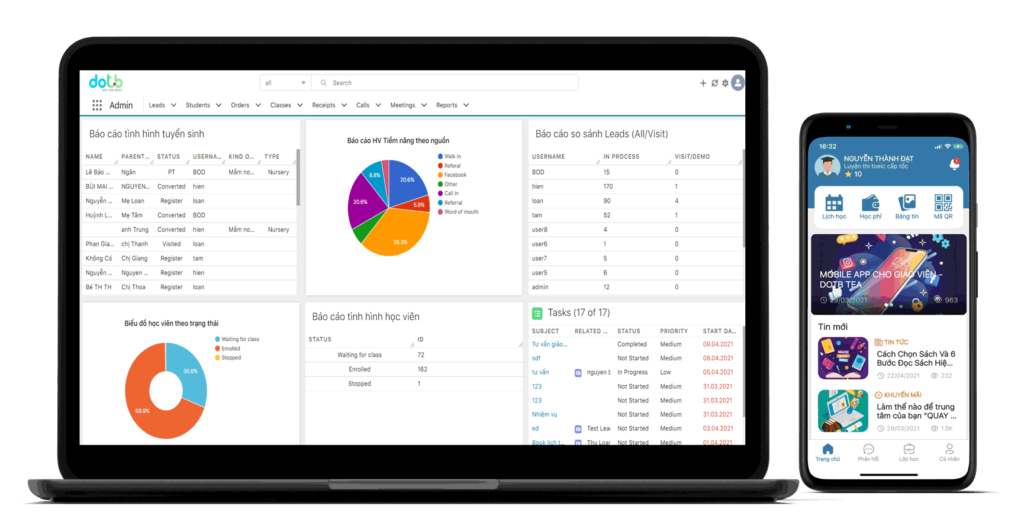 dotb
all
Search
Admin
Leads
Students
Orders
Classes
Receipts
Calls
Meetings
Reports
Báo cáo tình hình tuyển sinh
NAME PARENT... STATUS USERNA... KIND O... TYPE
Lê Bảo ... Ngân PT BOD Mầm no... Nursery
BÙI MAI ... NGUYEN... Converted hien
Nguyễn ... Mẹ Loan Register loan
Huỳnh L... Mẹ Tâm Converted BOD
anh Trung Converted hien Mầm no... Nursery
Phan Gia... chị Thanh Visited loan
Không Có Chị Giang Register tam
Nguyễn ... Nguyen ... Register hien
Bé TH TH Chị Thoa Register loan
Báo cáo HV Tiềm năng theo nguồn
Walk in
Referal
Facebook
Other
Call in
Referral
Word of mouth
8.8%
20.6%
5.9%
20.6%
35.3%
Báo cáo so sánh Leads (All/Visit)
USERNAME IN PROCESS VISIT/DEMO
BOD 15 0
hien 170 1
loan 90 4
tam 52 1
user8 4 0
user6 1 0
user7 5 0
user5 6 0
admin 12 0
Biểu đồ học viên theo trạng thái
Waiting for class
Enrolled
Stopped
30.6%
68.9%
Báo cáo tình hình học viên
STATUS ID
Waiting for class 72
Enrolled 162
Stopped 1
Tasks (17 of 17)
SUBJECT RELATED ... STATUS PRIORITY START DA...
Tư vấn giáo... Completed Medium 09.04.2021
sdf Not Started Medium 08.04.2021
tư vấn nguyen t In Progress Low 05.04.2021
123 Not Started Medium 31.03.2021
123 Not Started Medium 31.03.2021
Nhiệm vụ Not Started Medium 31.03.2021
ed Test Lead Not Started Medium 03.04.2021
Book lịch t... Thu Loan Not Started Medium 01.04.2021
16:32
NGUYỄN THÀNH ĐẠT
Luyện thi toeic cấp tốc
10
Lịch học
Học phí
Bảng tin
Mã QR
MOBILE APP CHO GIÁO VIÊN -
DOTB TEA
29/03/2021 963
Tin mới
TIN TỨC
Cách Chọn Sách Và 6
Bước Đọc Sách Hiệ...
22/04/2021 232
KHUYẾN MÃI
Làm thế nào để trung
tâm của bạn “QUAY ...
29/03/2021 1.5K
Trang chủ
Phản hồi
Lớp học
Cá nhân